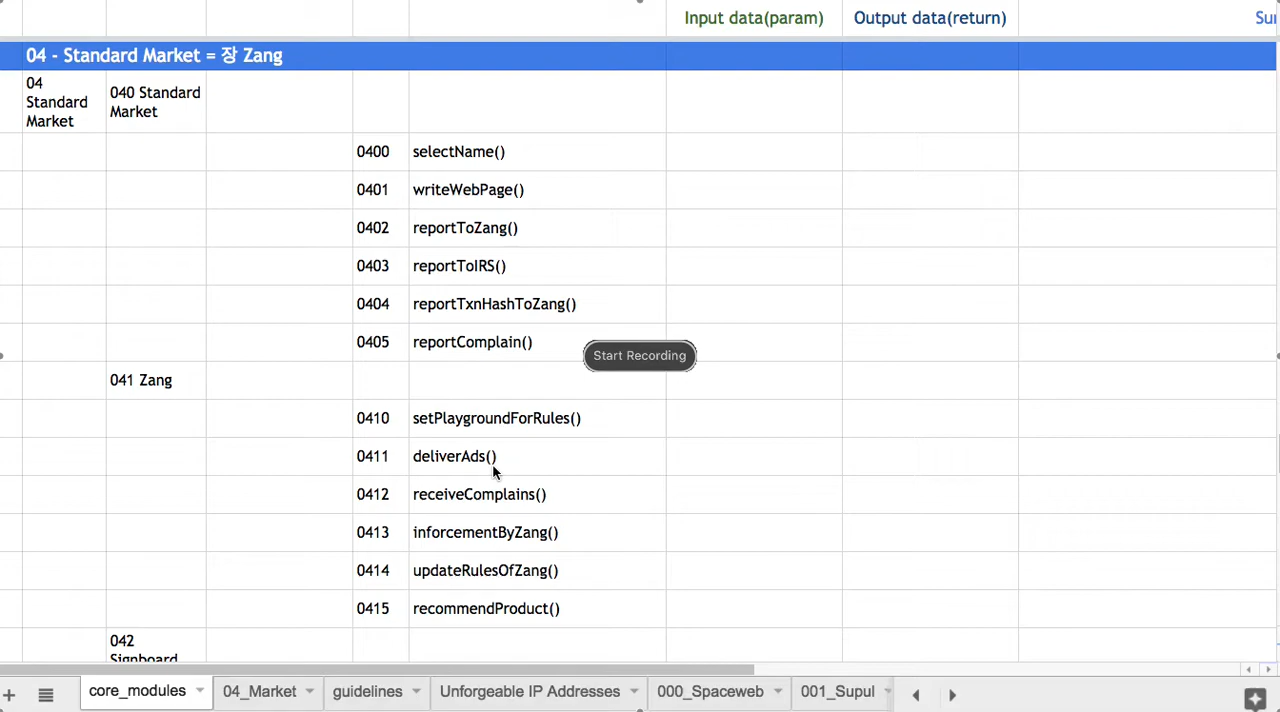 Input data(param) Output data(return) Su
04 - Standard Market = 장 Zang
04 Standard Market 040 Standard Market
0400 selectName()
0401 writeWebPage()
0402 reportToZang()
0403 reportToIRS()
0404 reportTxnHashToZang()
0405 reportComplain()
Start Recording
041 Zang
0410 setPlaygroundForRules()
0411 deliverAds()
0412 receiveComplains()
0413 inforcementByZang()
0414 updateRulesOfZang()
0415 recommendProduct()
042 Signboard
core_modules 04_Market guidelines Unforgeable IP Addresses 000_Spaceweb 001_Supul